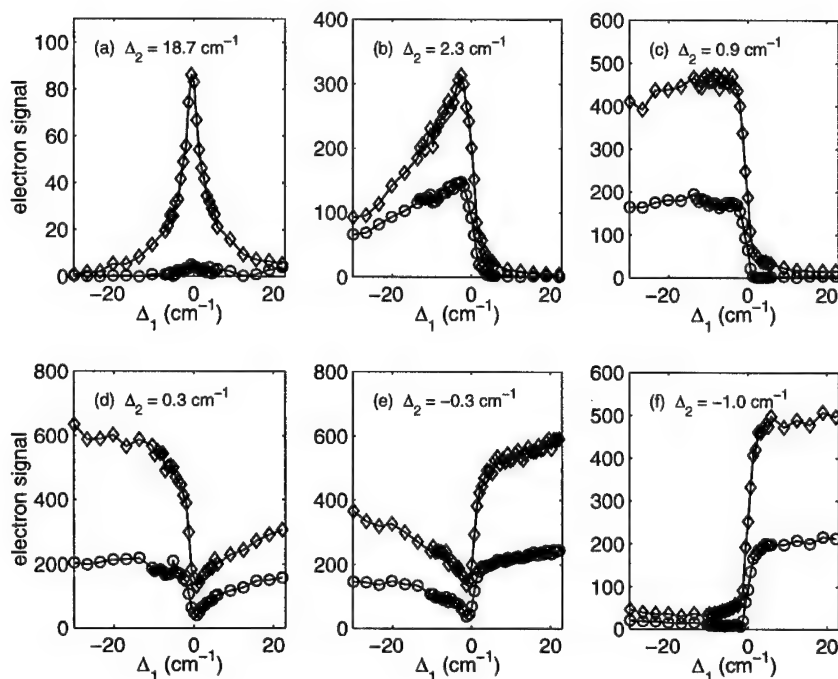 (a) Δ₂ = 18.7 cm⁻¹
100
80
60
40
20
0
electron signal
−20 0 20
Δ₁ (cm⁻¹)
(b) Δ₂ = 2.3 cm⁻¹
400
300
200
100
0
−20 0 20
Δ₁ (cm⁻¹)
(c) Δ₂ = 0.9 cm⁻¹
600
500
400
300
200
100
0
−20 0 20
Δ₁ (cm⁻¹)
(d) Δ₂ = 0.3 cm⁻¹
800
600
400
200
0
electron signal
−20 0 20
Δ₁ (cm⁻¹)
(e) Δ₂ = −0.3 cm⁻¹
800
600
400
200
0
−20 0 20
Δ₁ (cm⁻¹)
(f) Δ₂ = −1.0 cm⁻¹
600
500
400
300
200
100
0
−20 0 20
Δ₁ (cm⁻¹)